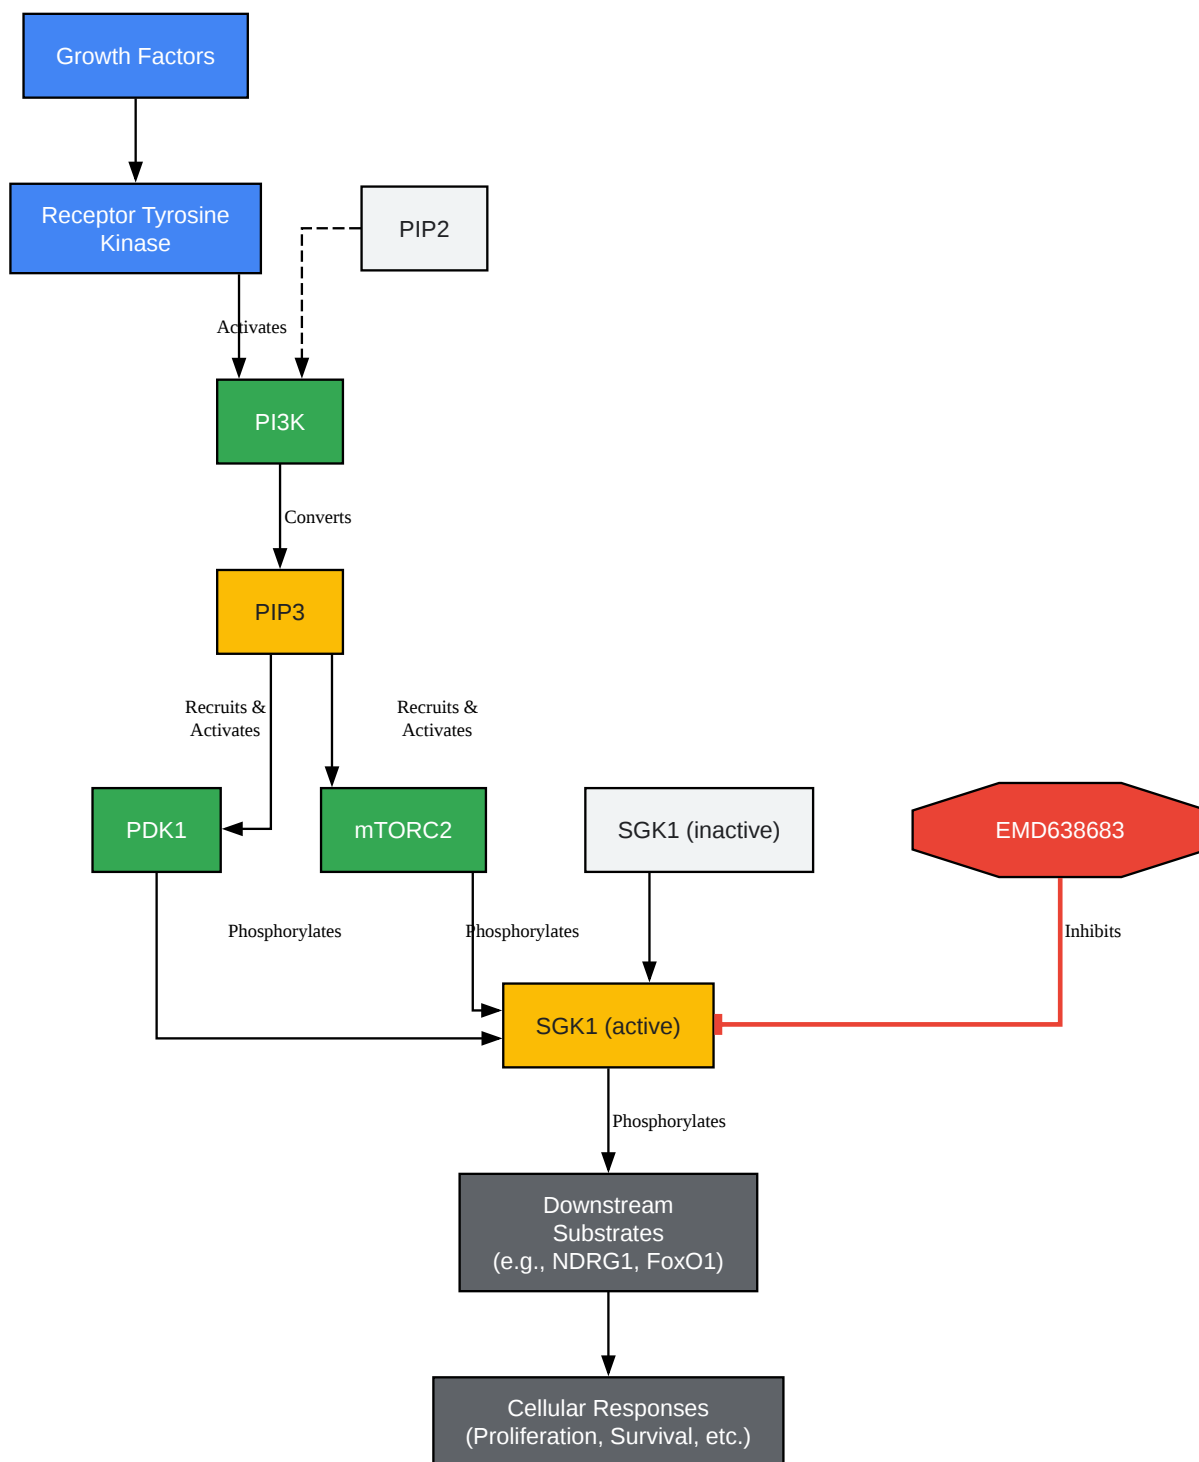 Growth Factors
Receptor Tyrosine
Kinase
PIP2
Activates
PI3K
Converts
PIP3
Recruits &
Activates
Recruits &
Activates
PDK1
mTORC2
SGK1 (inactive)
EMD638683
Phosphorylates
Phosphorylates
Inhibits
SGK1 (active)
Phosphorylates
Downstream
Substrates
(e.g., NDRG1, FoxO1)
Cellular Responses
(Proliferation, Survival, etc.)